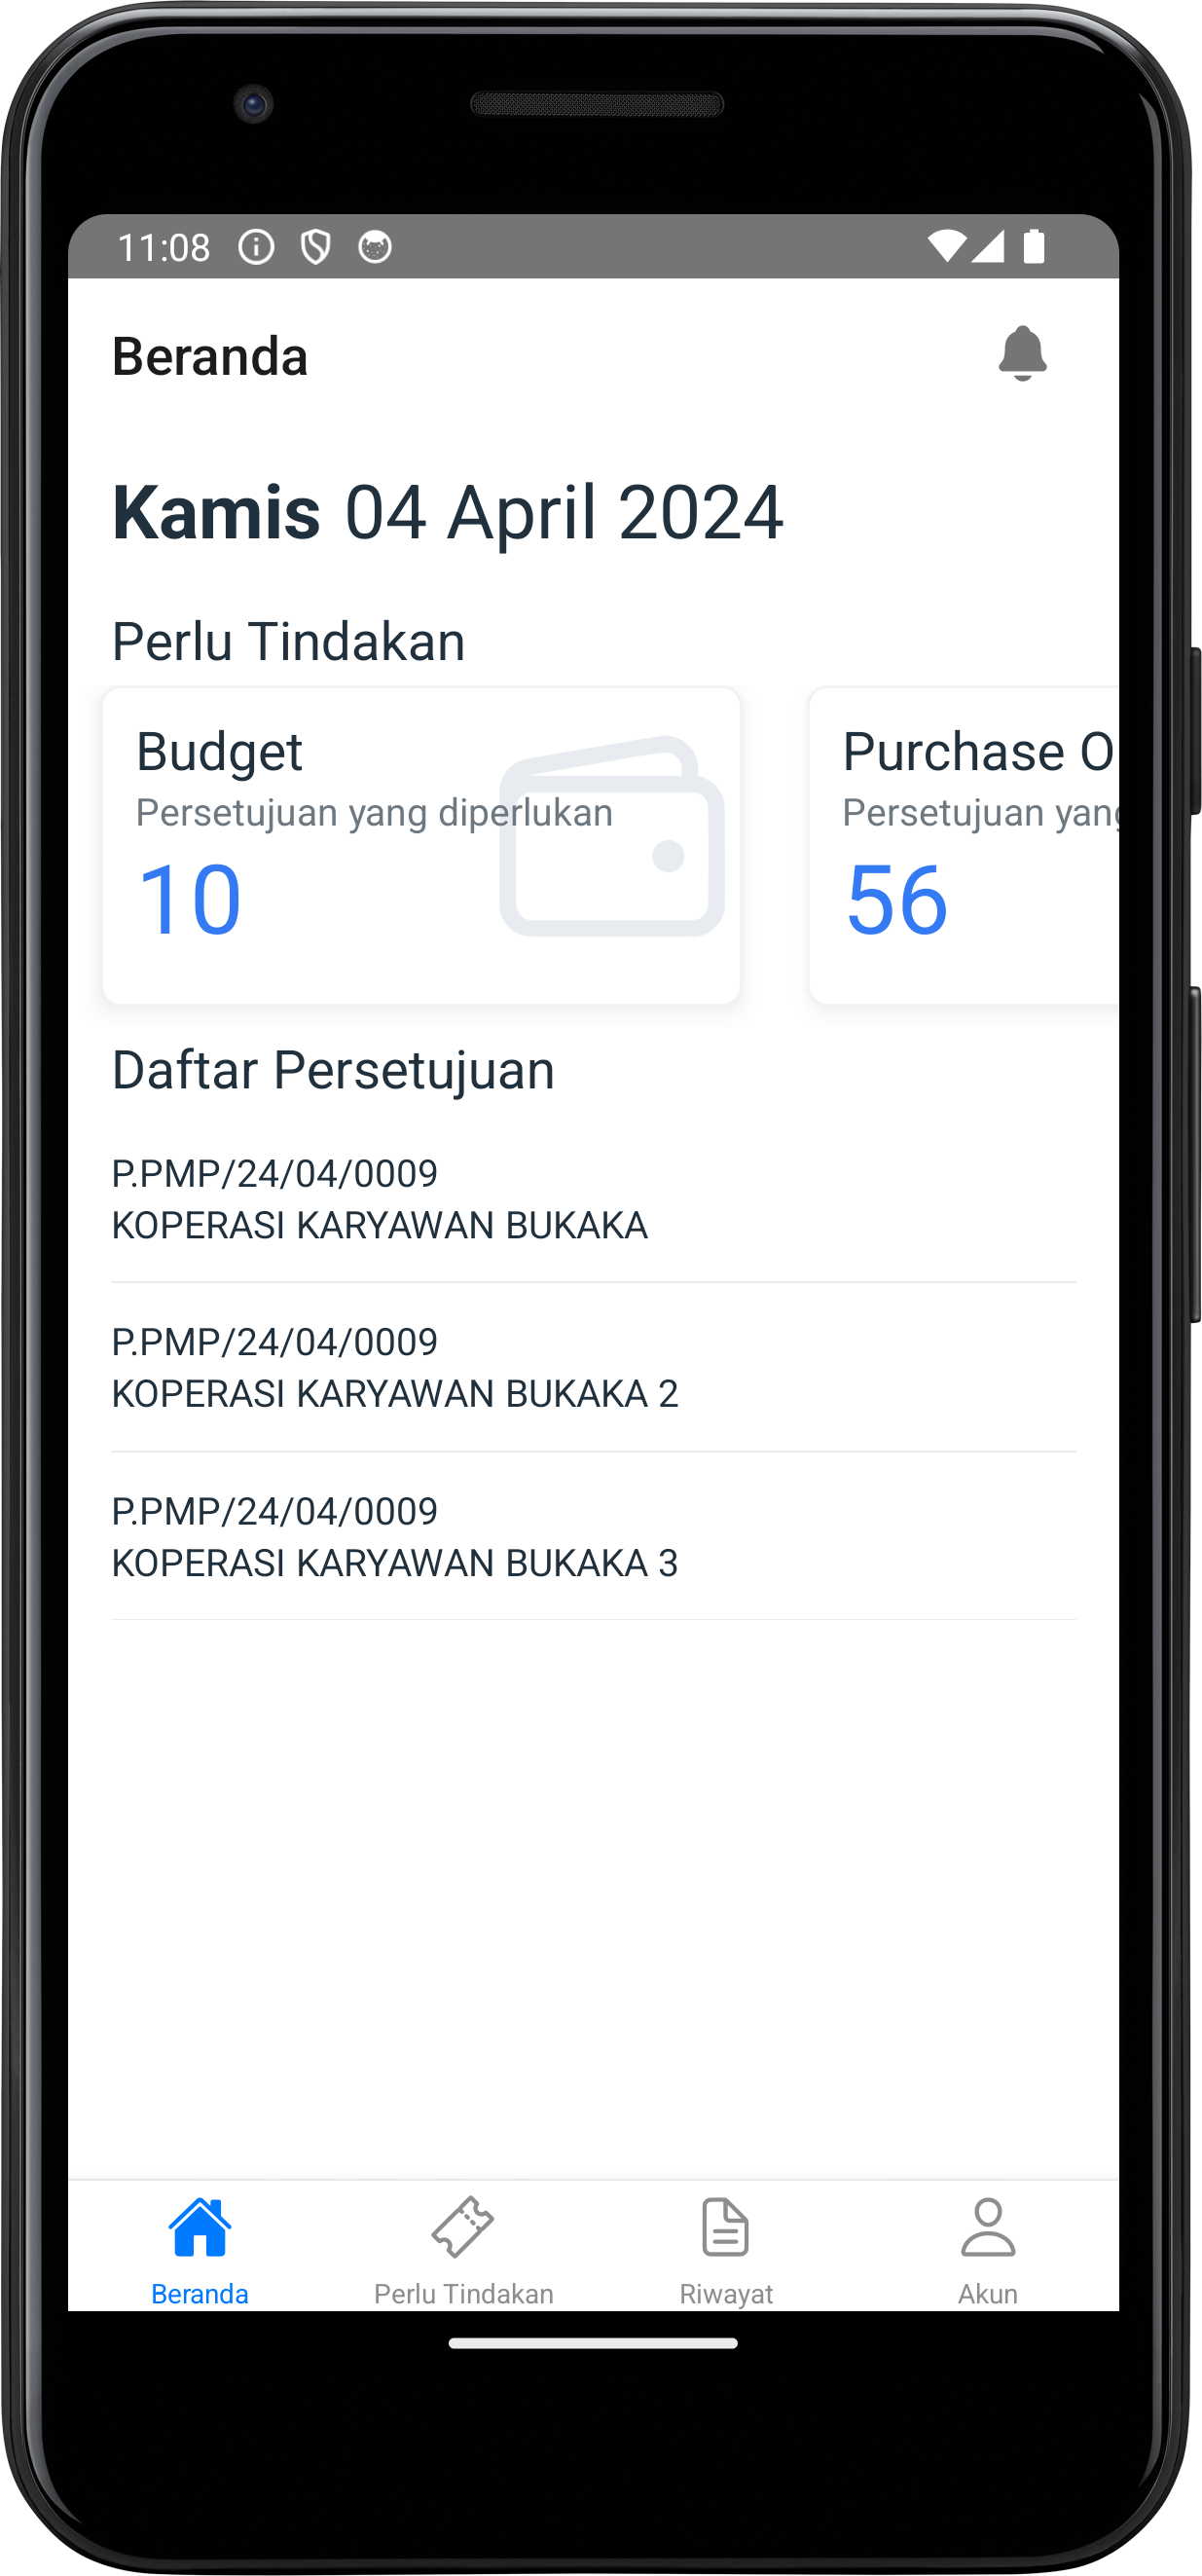 11:08
Beranda
Kamis 04 April 2024
Perlu Tindakan
Budget
Persetujuan yang diperlukan
10
Purchase O
Persetujuan yang
56
Daftar Persetujuan
P.PMP/24/04/0009
KOPERASI KARYAWAN BUKAKA
P.PMP/24/04/0009
KOPERASI KARYAWAN BUKAKA 2
P.PMP/24/04/0009
KOPERASI KARYAWAN BUKAKA 3
Beranda
Perlu Tindakan
Riwayat
Akun